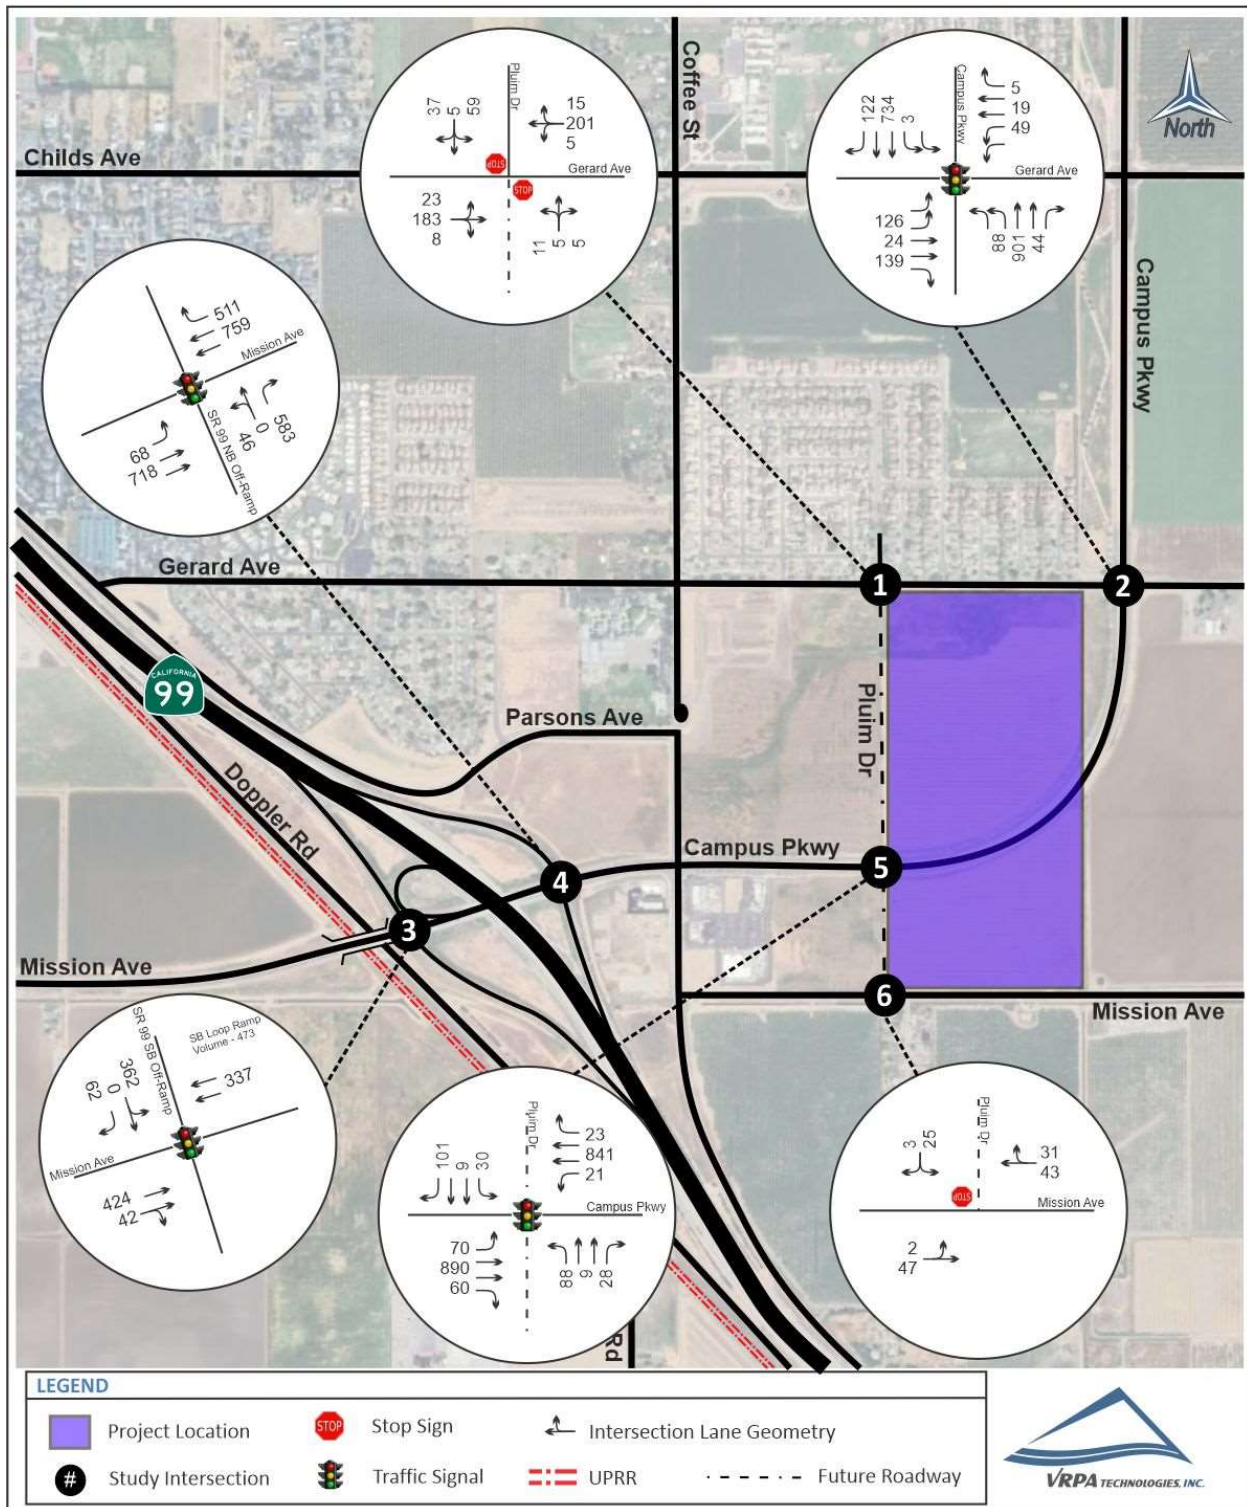 Childs Ave
Coffee St
North
Pluim Dr
37
5
59
15
201
5
STOP
Gerard Ave
STOP
23
183
8
11
5
5
Campus Pkwy
122
734
3
5
19
49
Gerard Ave
126
24
139
88
901
44
Campus Pkwy
511
759
Mission Ave
68
718
46
0
583
SR 99 NB Off-Ramp
Gerard Ave
1
2
CALIFORNIA
99
Parsons Ave
Pluim Dr
Doppler Rd
Campus Pkwy
4
5
3
Mission Ave
6
Mission Ave
SR 99 SB Off-Ramp
SB Loop Ramp
Volume - 473
62
0
362
337
Mission Ave
424
42
Pluim Dr
101
9
30
23
841
21
Campus Pkwy
70
890
60
88
9
28
Rd
Pluim Dr
3
25
31
43
STOP
Mission Ave
2
47
LEGEND
Project Location
STOP
Stop Sign
Intersection Lane Geometry
#
Study Intersection
Traffic Signal
UPRR
Future Roadway
VRPA TECHNOLOGIES, INC.